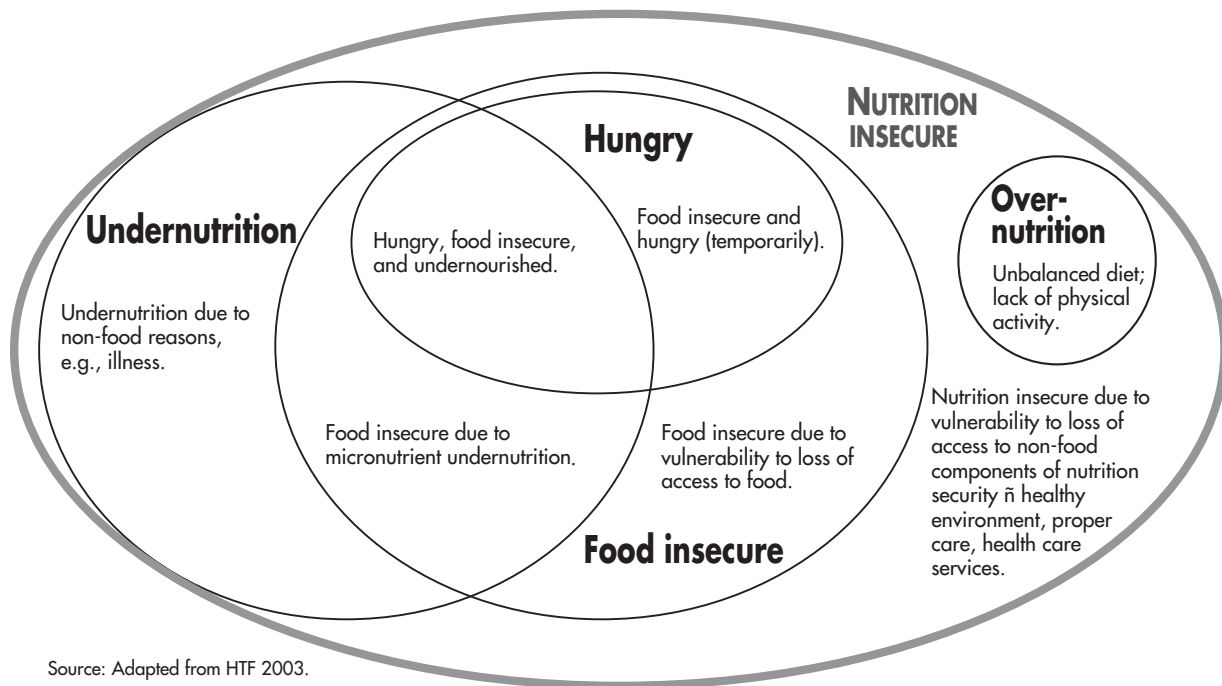 NUTRITION
INSECURE
Hungry
Undernutrition
Over-
nutrition
Hungry, food insecure,
and undernourished.
Food insecure and
hungry (temporarily).
Unbalanced diet;
lack of physical
activity.
Undernutrition due to
non-food reasons,
e.g., illness.
Food insecure due to
micronutrient undernutrition.
Food insecure due to
vulnerability to loss of
access to food.
Nutrition insecure due to
vulnerability to loss of
access to non-food
components of nutrition
security ñ healthy
environment, proper
care, health care
services.
Food insecure
Source: Adapted from HTF 2003.